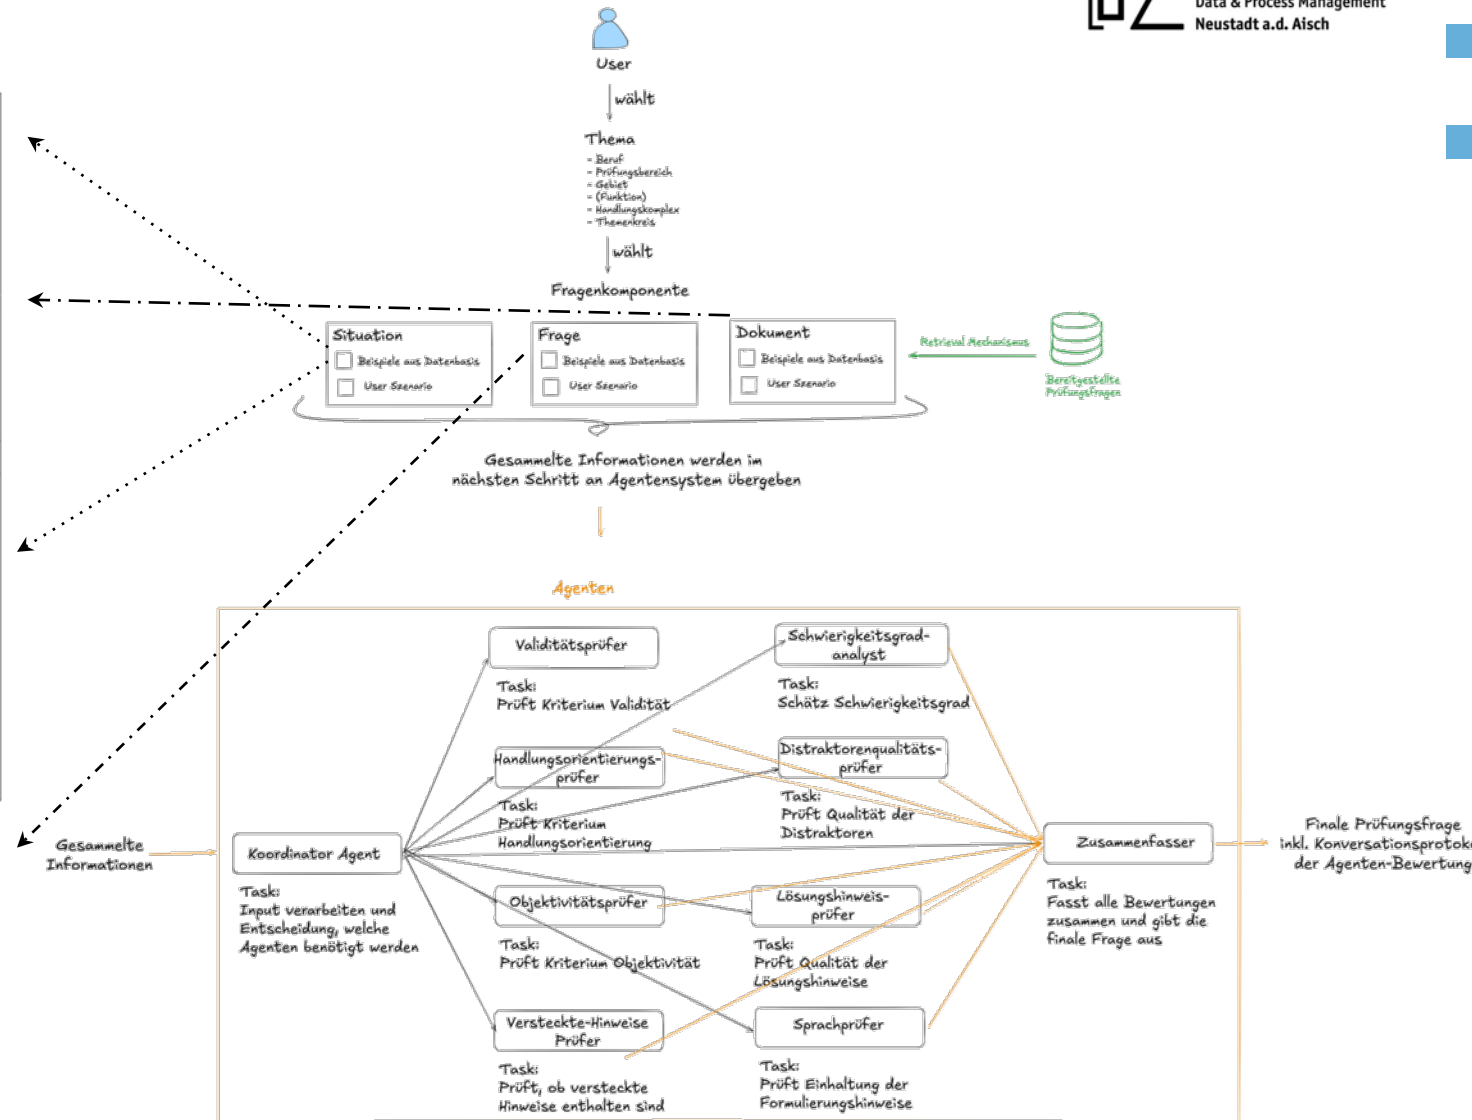 Data & Process Management
Neustadt a.d. Aisch
User
wählt
Thema
- Beruf
- Prüfungsbereich
- Gebiet
- (Funktion)
- Handlungskomplex
- Themenkreis
wählt
Fragenkomponente
Situation
Beispiele aus Datenbasis
User Szenario
Frage
Beispiele aus Datenbasis
User Szenario
Dokument
Beispiele aus Datenbasis
User Szenario
Retrieval Mechanismus
Bereitgestellte
Prüfungsfragen
Gesammelte Informationen werden im
nächsten Schritt an Agentensystem übergeben
Agenten
Gesammelte
Informationen
Koordinator Agent
Task:
Input verarbeiten und
Entscheidung, welche
Agenten benötigt werden
Validitätsprüfer
Task:
Prüft Kriterium Validität
Handlungsorientierungs-
prüfer
Task:
Prüft Kriterium
Handlungsorientierung
Objektivitätsprüfer
Task:
Prüft Kriterium Objektivität
Versteckte-Hinweise
Prüfer
Task:
Prüft, ob versteckte
Hinweise enthalten sind
Schwierigkeitsgrad-
analyst
Task:
Schätz Schwierigkeitsgrad
Distraktorenqualitäts-
prüfer
Task:
Prüft Qualität der
Distraktoren
Lösungshinweis-
prüfer
Task:
Prüft Qualität der
Lösungshinweise
Sprachprüfer
Task:
Prüft Einhaltung der
Formulierungshinweise
Zusammenfasser
Task:
Fasst alle Bewertungen
zusammen und gibt die
finale Frage aus
Finale Prüfungsfrage
inkl. Konversationsprotoko
der Agenten-Bewertung